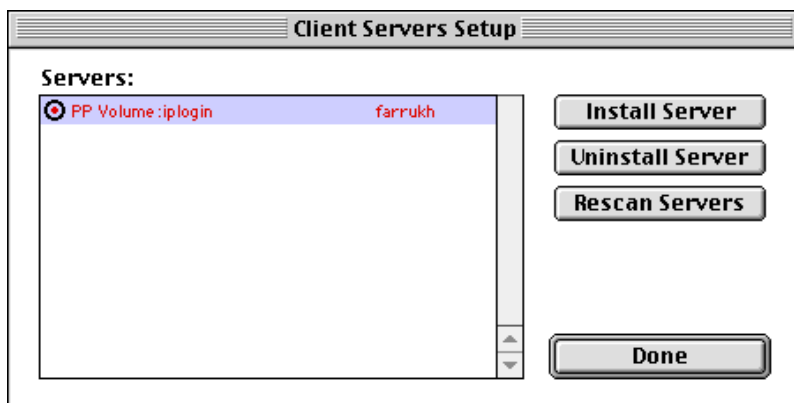 Client Servers Setup
Servers:
PP Volume:iplogin farrukh
Install Server
Uninstall Server
Rescan Servers
Done